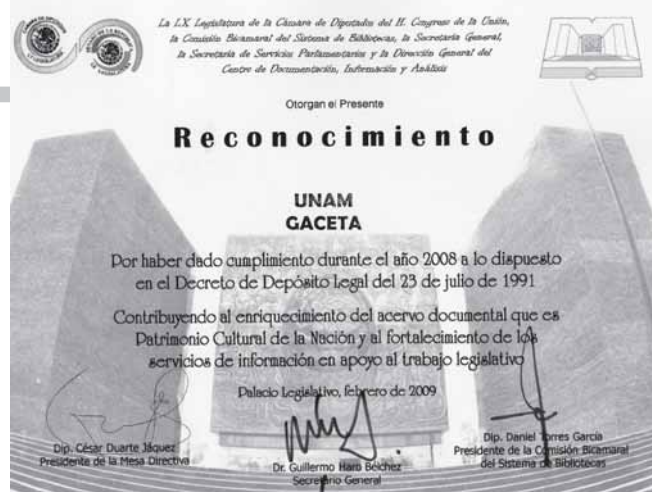 La LX Legislatura de la Cámara de Diputados del H. Congreso de la Unión,
la Comisión Bicamaral del Sistema de Bibliotecas, la Secretaría General,
la Secretaría de Servicios Parlamentarios y la Dirección General del
Centro de Documentación, Información y Análisis
Otorgan el Presente
Reconocimiento
UNAM
GACETA
Por haber dado cumplimiento durante el año 2008 a lo dispuesto
en el Decreto de Depósito Legal del 23 de julio de 1991
Contribuyendo al enriquecimiento del acervo documental que es
Patrimonio Cultural de la Nación y al fortalecimiento de los
servicios de información en apoyo al trabajo legislativo
Palacio Legislativo, febrero de 2009
Dip. César Duarte Jáquez
Presidente de la Mesa Directiva
Dr. Guillermo Haro Bélchez
Secretario General
Dip. Daniel Torres García
Presidente de la Comisión Bicamaral
del Sistema de Bibliotecas